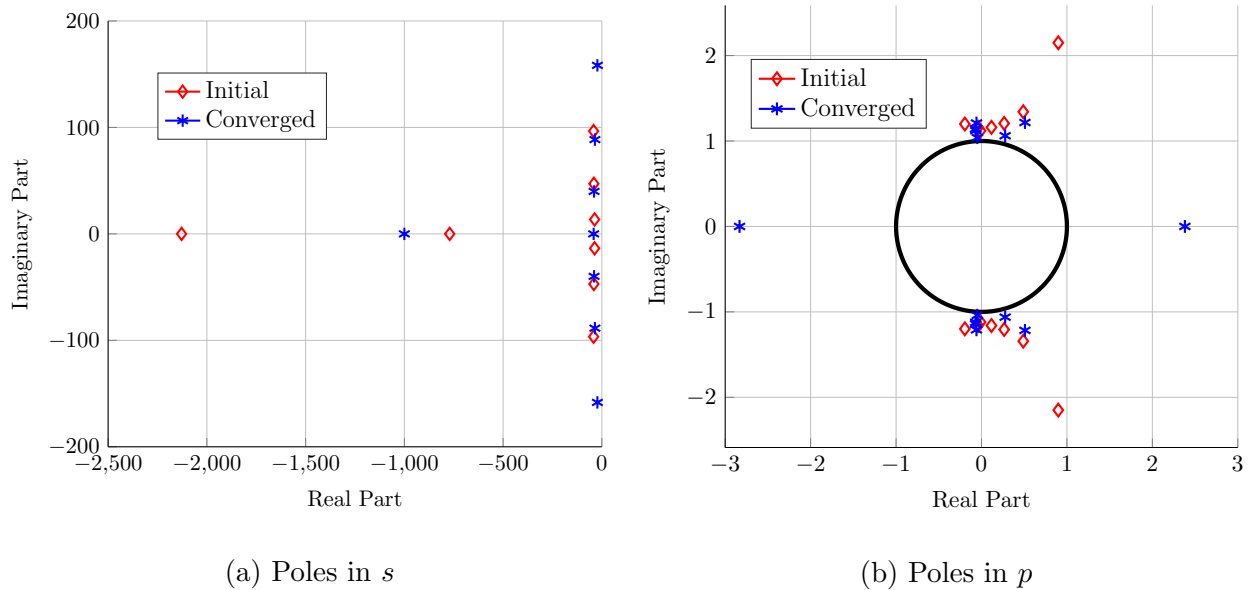 200
100
0
−100
−200
−2,500
−2,000
−1,500
−1,000
−500
0
Real Part
Imaginary Part
Initial
Converged
(a) Poles in s
2
1
0
−1
−2
−3
−2
−1
0
1
2
3
Real Part
Imaginary Part
Initial
Converged
(b) Poles in p